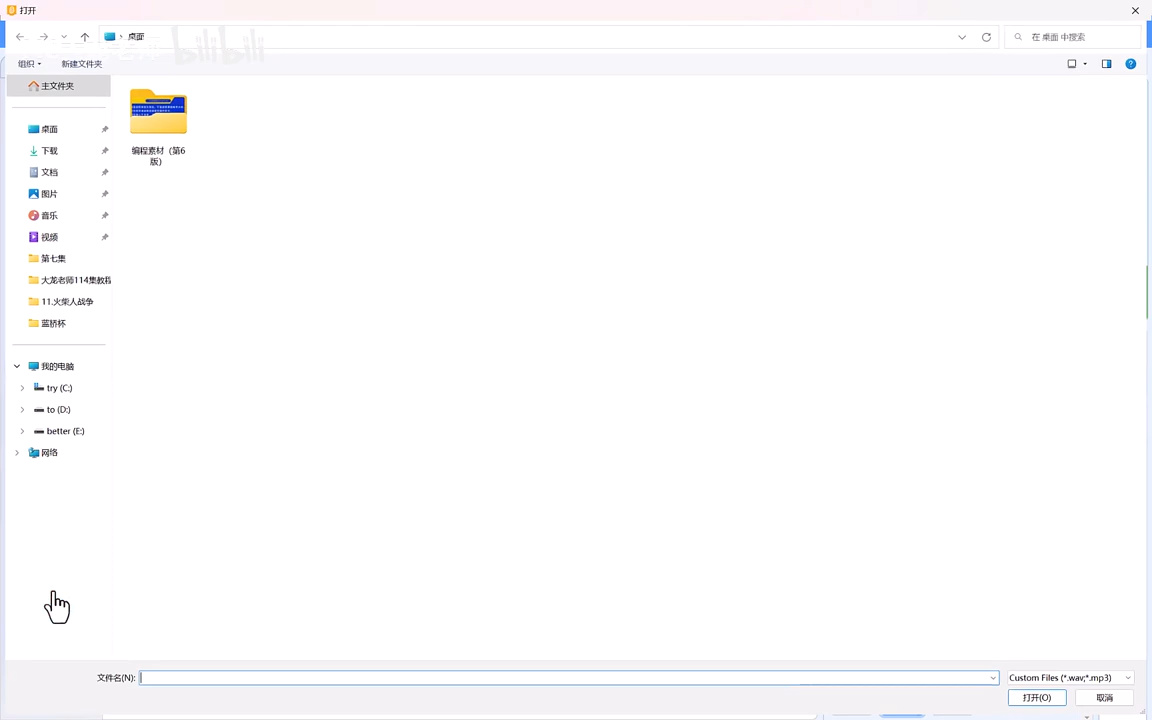 打开
桌面
在 桌面 中搜索
bilibili
组织
新建文件夹
主文件夹
桌面
下载
文档
图片
音乐
视频
第七集
大龙老师114集教程
11.火柴人战争
蓝桥杯
我的电脑
try (C:)
to (D:)
better (E:)
网络
编程素材（第6
版）
文件名(N):
Custom Files (*.wav;*.mp3)
打开(O)
取消